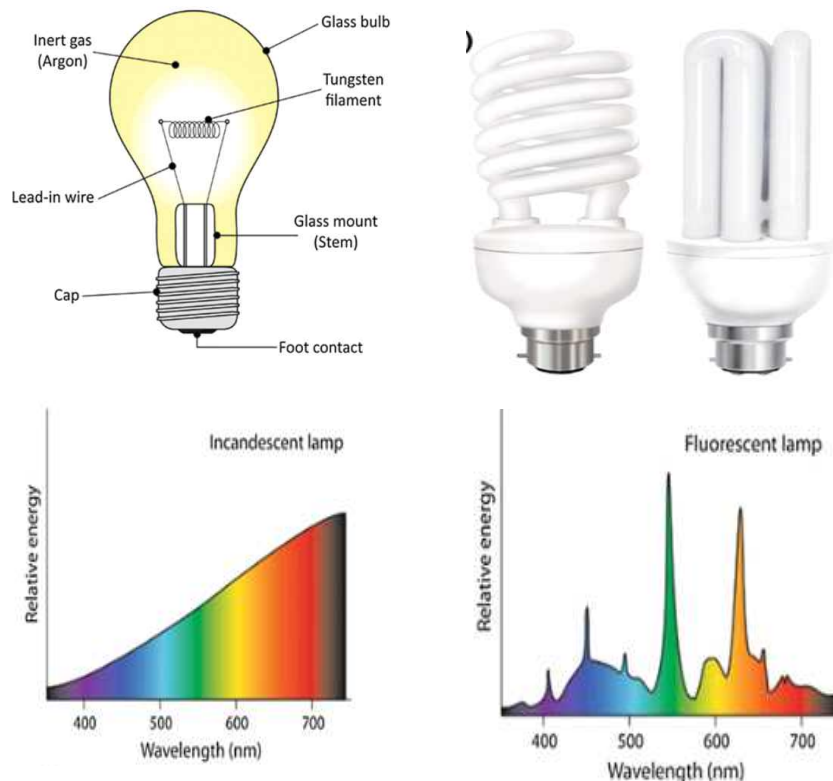 Glass bulb
Inert gas
(Argon)
Tungsten
filament
Lead-in wire
Glass mount
(Stem)
Cap
Foot contact
)
Incandescent lamp
Relative energy
400 500 600 700
Wavelength (nm)
Fluorescent lamp
Relative energy
400 500 600 700
Wavelength (nm)